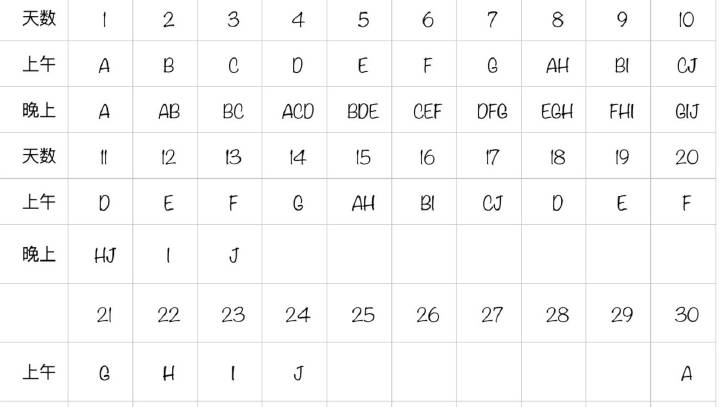 天数 1 2 3 4 5 6 7 8 9 10
上午 A B C D E F G AH BI CJ
晚上 A AB BC ACD BDE CEF DFG EGH FHI GIJ
天数 11 12 13 14 15 16 17 18 19 20
上午 D E F G AH BI CJ D E F
晚上 HJ I J
21 22 23 24 25 26 27 28 29 30
上午 G H I J A